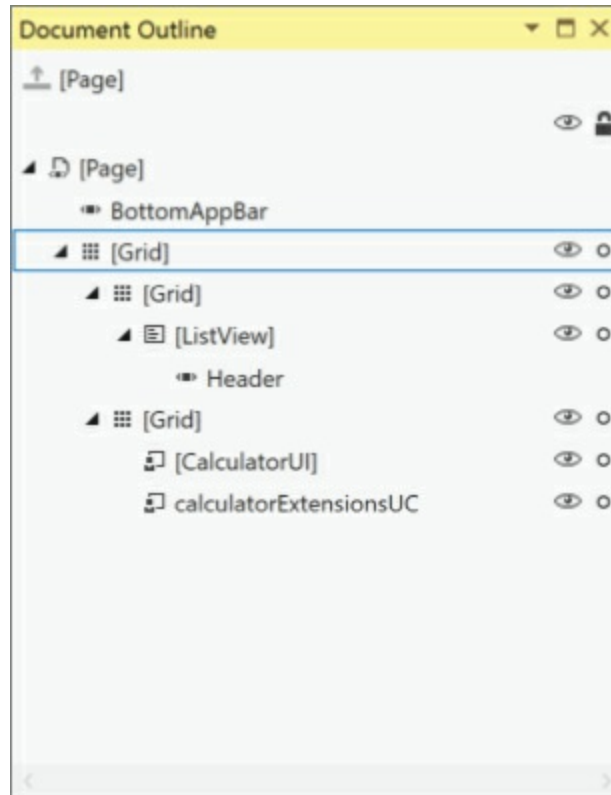 Document Outline
[Page]
[Page]
BottomAppBar
[Grid]
[Grid]
[ListView]
Header
[Grid]
[CalculatorUI]
calculatorExtensionsUC